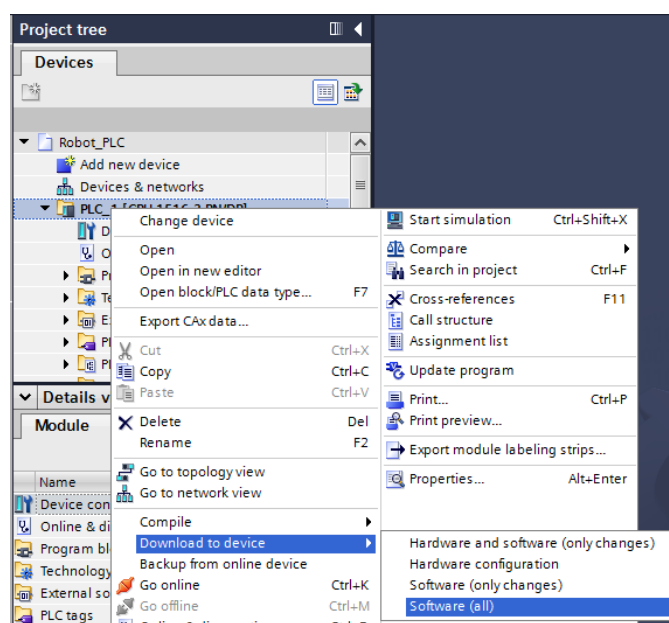 Project tree
Devices
Robot_PLC
Add new device
Devices & networks
PLC_1 [CPU 1516-3 PN/DP]
Change device
Open
Open in new editor
Open block/PLC data type... F7
Export CAx data...
Cut Ctrl+X
Copy Ctrl+C
Paste Ctrl+V
Delete Del
Rename F2
Go to topology view
Go to network view
Compile
Download to device
Backup from online device
Go online Ctrl+K
Go offline Ctrl+M
Start simulation Ctrl+Shift+X
Compare
Search in project Ctrl+F
Cross-references F11
Call structure
Assignment list
Update program
Print... Ctrl+P
Print preview...
Export module labeling strips...
Properties... Alt+Enter
Hardware and software (only changes)
Hardware configuration
Software (only changes)
Software (all)
Details v
Module
Name
Device con
Online & di
Program bl
Technology
External so
PLC tags